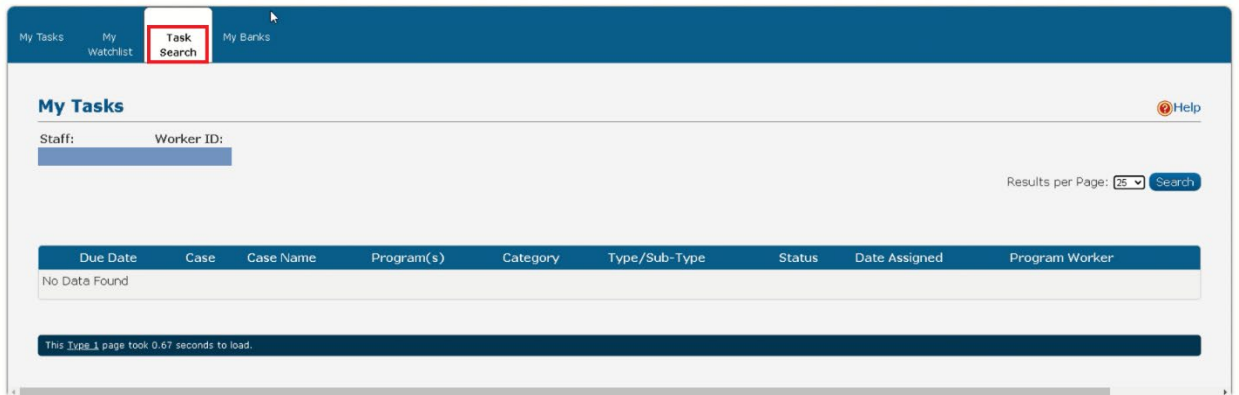 My Tasks My Watchlist Task Search My Banks
My Tasks
Help
Staff: Worker ID:
Results per Page: 25 Search
Due Date Case Case Name Program(s) Category Type/Sub-Type Status Date Assigned Program Worker
No Data Found
This Type 1 page took 0.67 seconds to load.